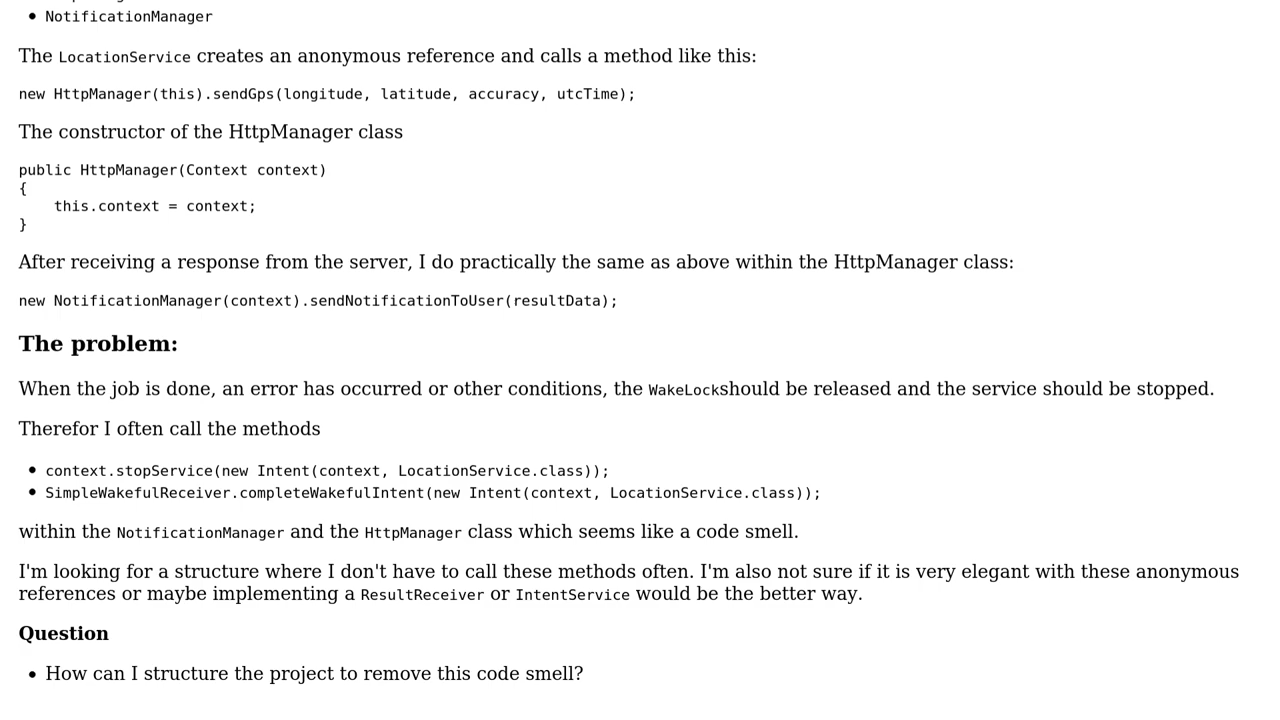 NotificationManager
The LocationService creates an anonymous reference and calls a method like this:
new HttpManager(this).sendGps(longitude, latitude, accuracy, utcTime);
The constructor of the HttpManager class
public HttpManager(Context context)
{
    this.context = context;
}
After receiving a response from the server, I do practically the same as above within the HttpManager class:
new NotificationManager(context).sendNotificationToUser(resultData);
The problem:
When the job is done, an error has occurred or other conditions, the WakeLockshould be released and the service should be stopped.
Therefor I often call the methods
context.stopService(new Intent(context, LocationService.class));
SimpleWakefulReceiver.completeWakefulIntent(new Intent(context, LocationService.class));
within the NotificationManager and the HttpManager class which seems like a code smell.
I'm looking for a structure where I don't have to call these methods often. I'm also not sure if it is very elegant with these anonymous
references or maybe implementing a ResultReceiver or IntentService would be the better way.
Question
How can I structure the project to remove this code smell?